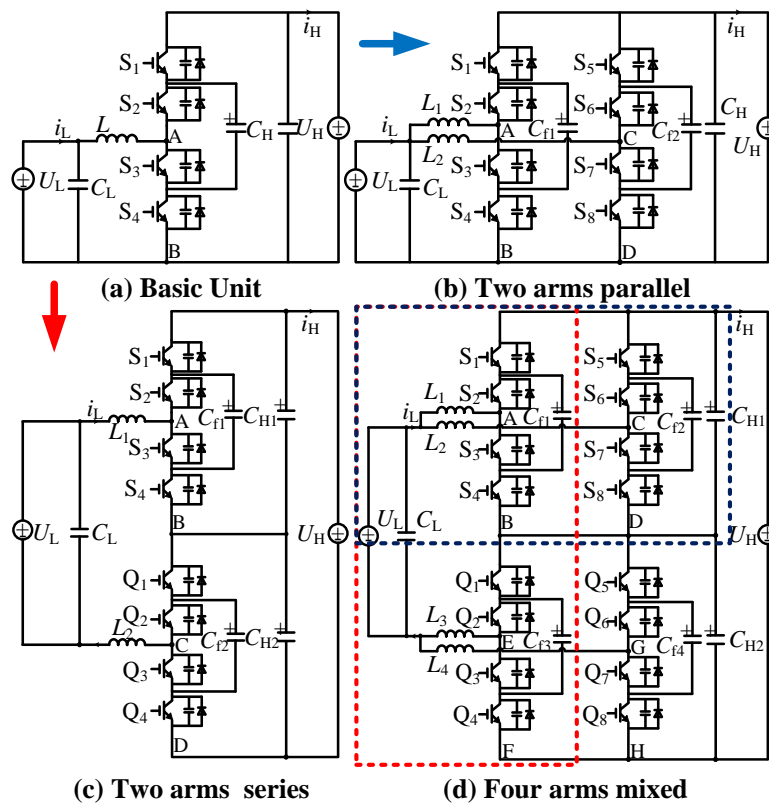 i_H
S_1
S_2
i_L
L
A
C_H
U_H
S_3
U_L
C_L
S_4
B
(a) Basic Unit
i_H
S_1
S_5
L_1
S_2
S_6
C_H
i_L
A
C_f1
C_f2
C
U_H
L_2
S_3
S_7
U_L
C_L
S_4
S_8
B
D
(b) Two arms parallel
i_H
S_1
S_2
i_L
A
C_f1
C_H1
L_1
S_3
S_4
B
U_L
C_L
U_H
Q_1
Q_2
L_2
C
C_f2
C_H2
Q_3
Q_4
D
(c) Two arms series
i_H
S_1
S_5
L_1
S_2
S_6
i_L
A
C_f1
C
C_f2
C_H1
L_2
S_3
S_7
S_4
S_8
U_L
C_L
B
D
U_H
Q_1
Q_5
L_3
Q_2
Q_6
E
C_f3
G
C_f4
C_H2
L_4
Q_3
Q_7
Q_4
Q_8
F
H
(d) Four arms mixed